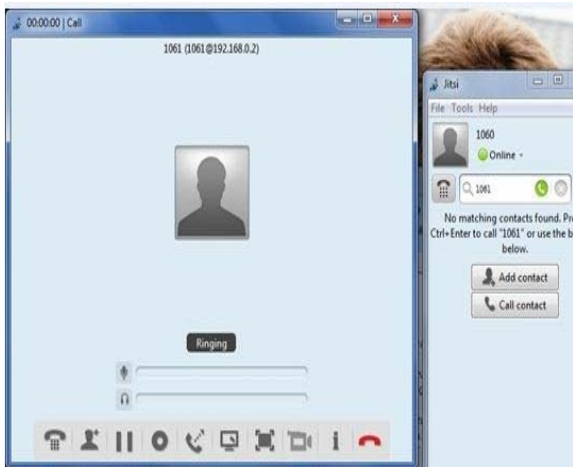 00:00:00 | Call
1061 (1061@192.168.0.2)
Ringing
Jitsi
File Tools Help
1060
Online
1061
No matching contacts found. Pre
Ctrl+Enter to call "1061" or use the b
below.
Add contact
Call contact